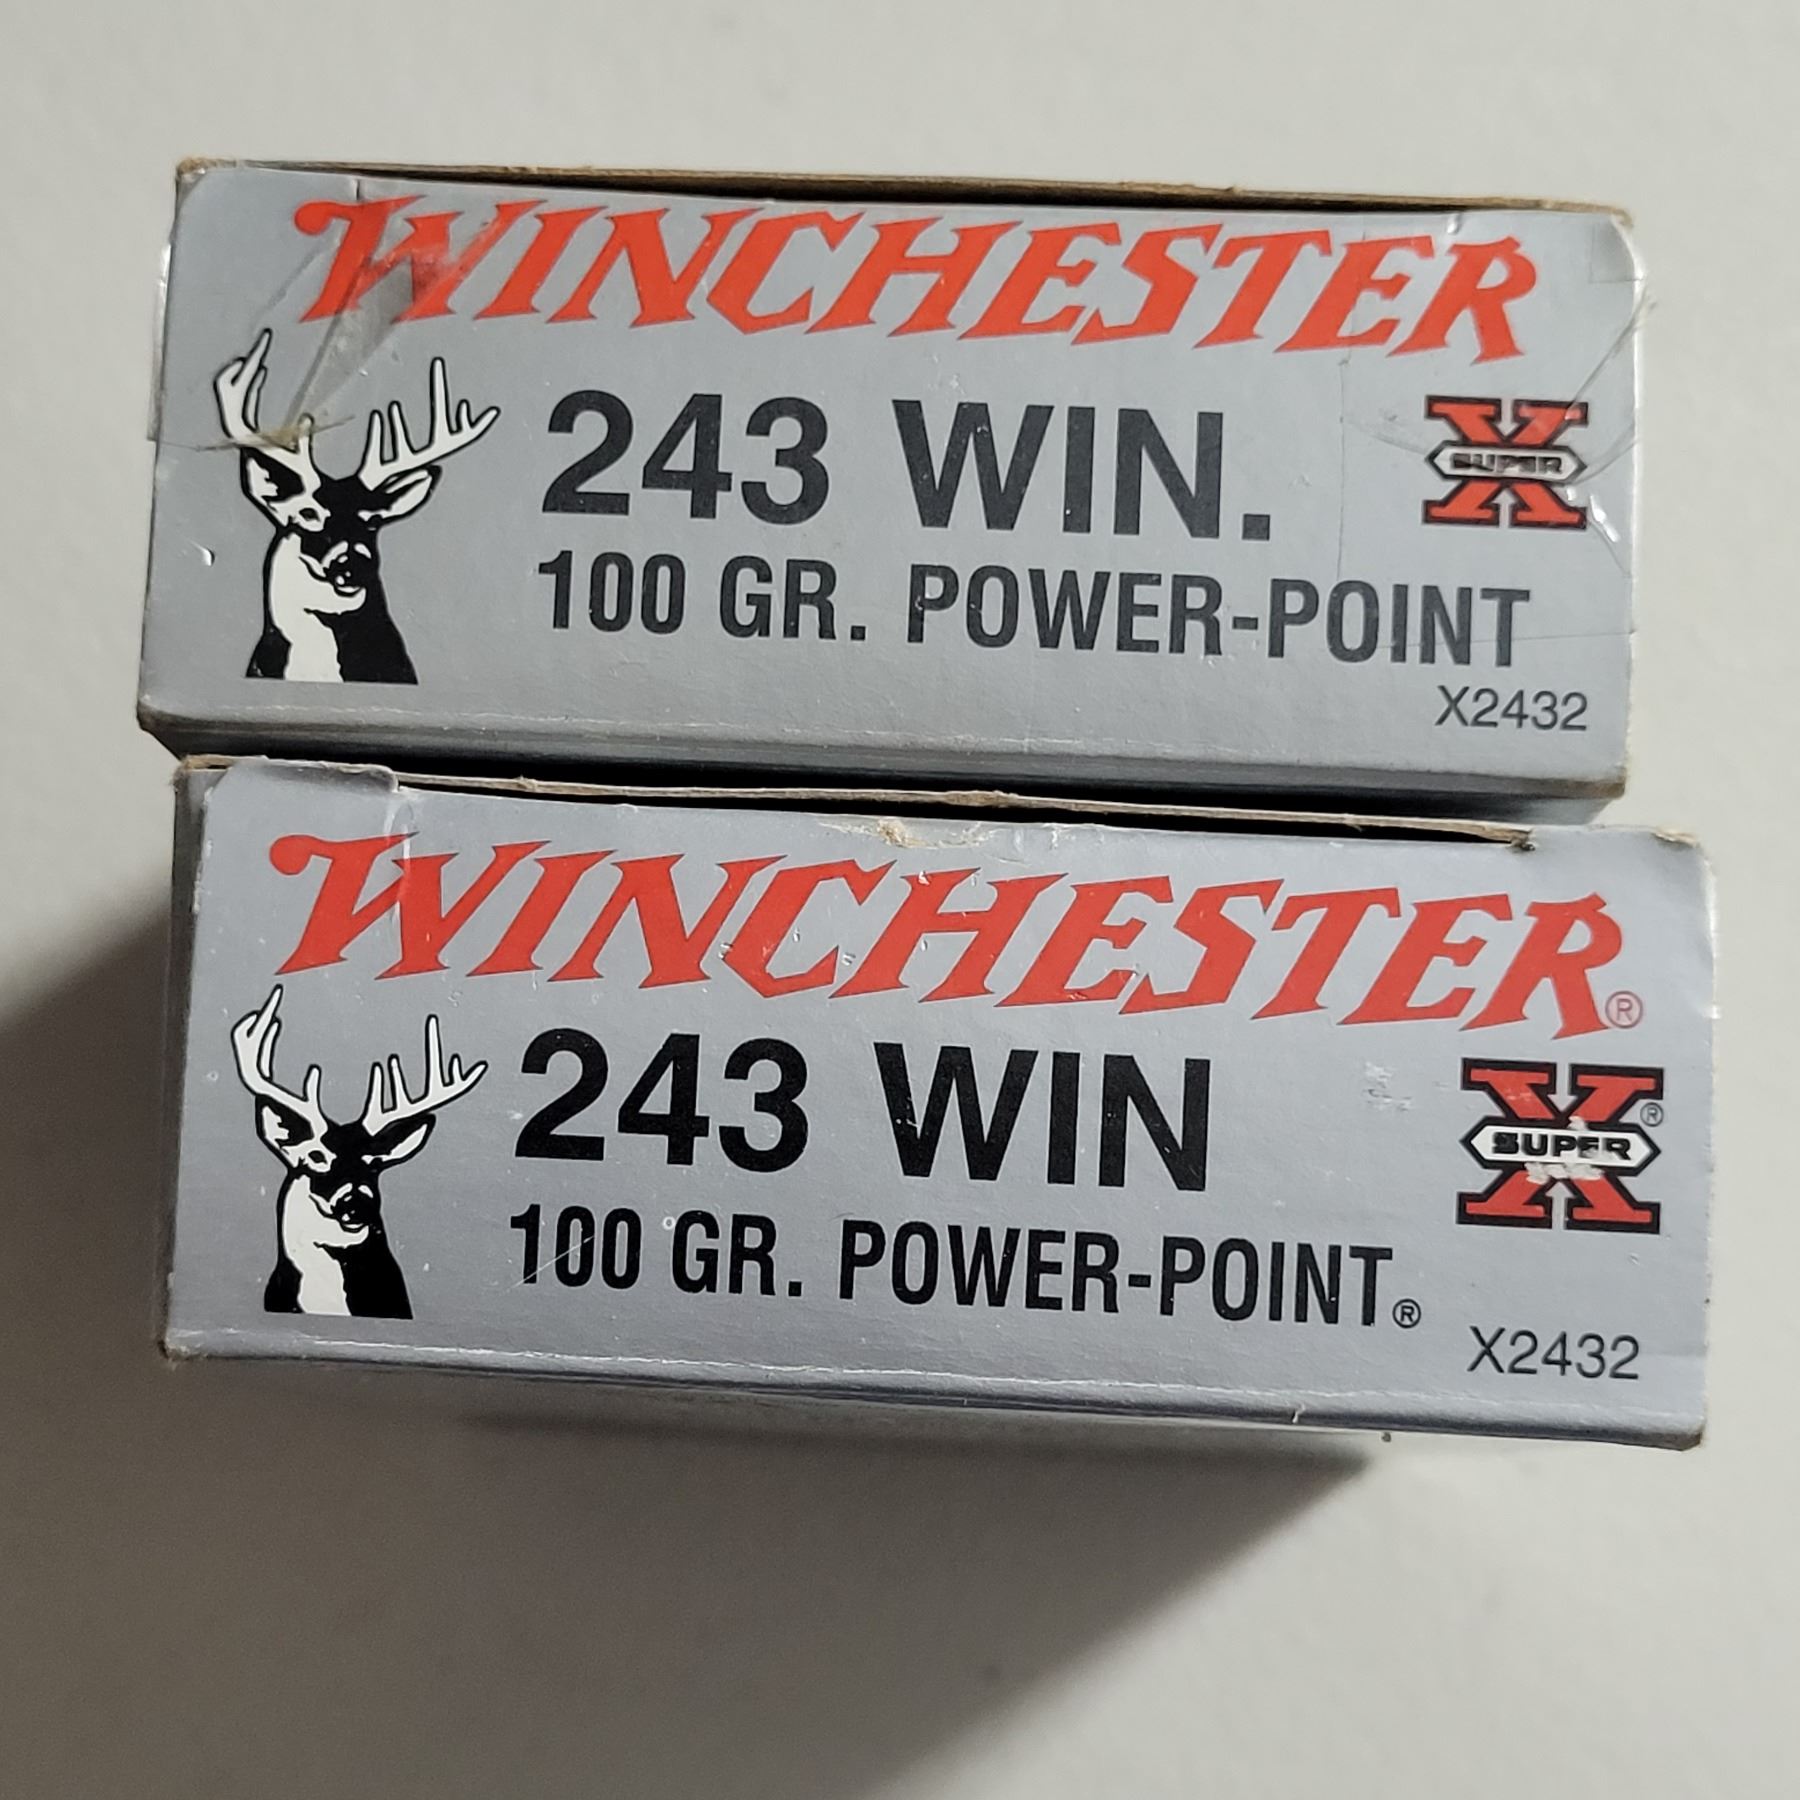 WINCHESTER
243 WIN.
X SUPER
100 GR. POWER-POINT
X2432
WINCHESTER®
243 WIN
X SUPER ®
100 GR. POWER-POINT®
X2432